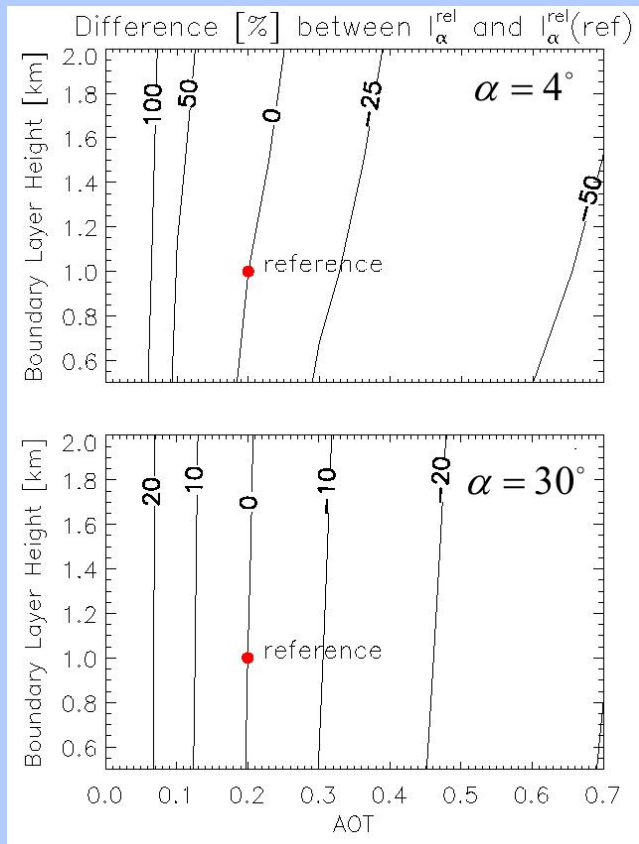 Difference [%] between I_α^rel and I_α^rel(ref)
Boundary Layer Height [km]
2.0
1.8
1.6
1.4
1.2
1.0
0.8
0.6
100
50
0
-25
-50
α = 4°
reference
Boundary Layer Height [km]
2.0
1.8
1.6
1.4
1.2
1.0
0.8
0.6
20
10
0
-10
-20
α = 30°
reference
0.0 0.1 0.2 0.3 0.4 0.5 0.6 0.7
AOT